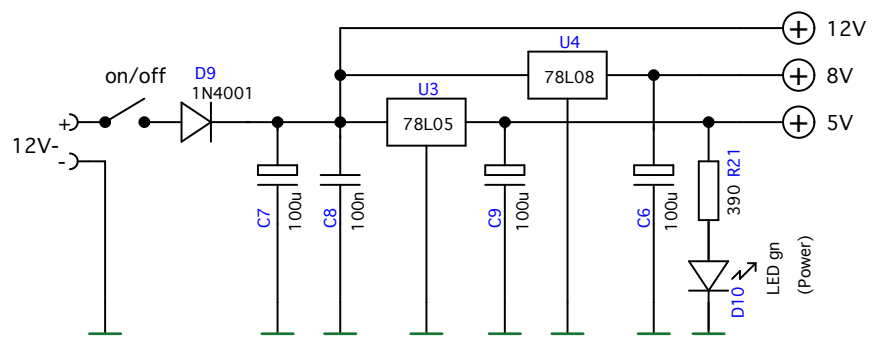 12V
U4
78L08
8V
on/off
D9
1N4001
U3
78L05
5V
+
12V-
-
C7
100u
C8
100n
C9
100u
C6
100u
R21
390
D10
LED gn
(Power)